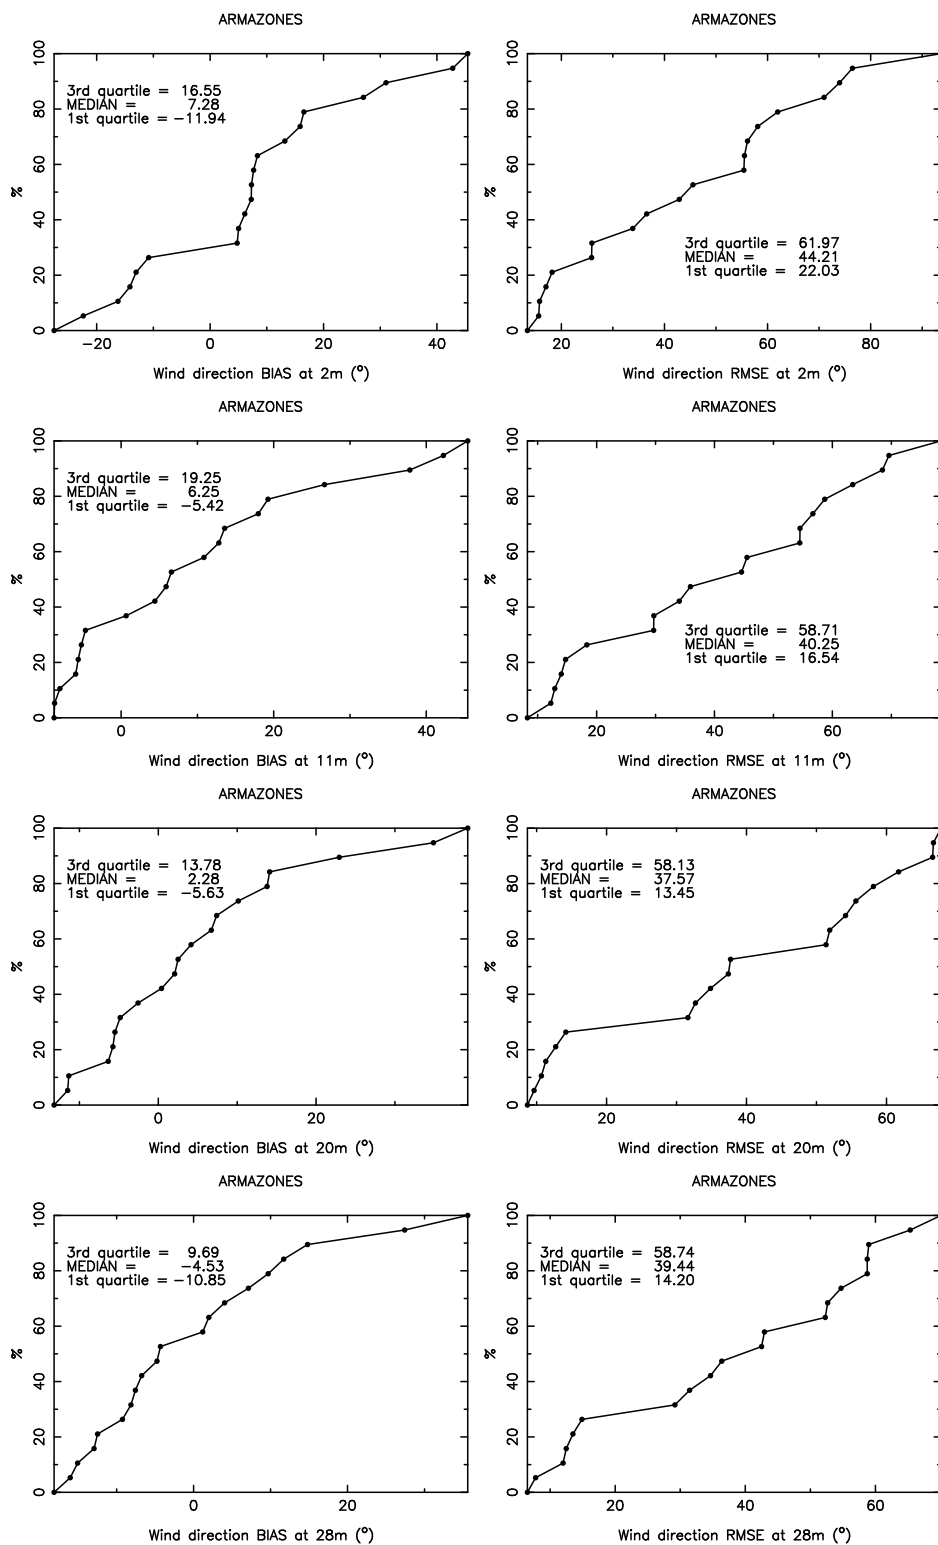 ARMAZONES
3rd quartile = 16.55
MEDIAN = 7.28
1st quartile = −11.94
%
0 20 40 60 80 100
−20 0 20 40
Wind direction BIAS at 2m (°)
ARMAZONES
3rd quartile = 61.97
MEDIAN = 44.21
1st quartile = 22.03
%
0 20 40 60 80 100
20 40 60 80
Wind direction RMSE at 2m (°)
ARMAZONES
3rd quartile = 19.25
MEDIAN = 6.25
1st quartile = −5.42
%
0 20 40 60 80 100
0 20 40
Wind direction BIAS at 11m (°)
ARMAZONES
3rd quartile = 58.71
MEDIAN = 40.25
1st quartile = 16.54
%
0 20 40 60 80 100
20 40 60
Wind direction RMSE at 11m (°)
ARMAZONES
3rd quartile = 13.78
MEDIAN = 2.28
1st quartile = −5.63
%
0 20 40 60 80 100
0 20
Wind direction BIAS at 20m (°)
ARMAZONES
3rd quartile = 58.13
MEDIAN = 37.57
1st quartile = 13.45
%
0 20 40 60 80 100
20 40 60
Wind direction RMSE at 20m (°)
ARMAZONES
3rd quartile = 9.69
MEDIAN = −4.53
1st quartile = −10.85
%
0 20 40 60 80 100
0 20
Wind direction BIAS at 28m (°)
ARMAZONES
3rd quartile = 58.74
MEDIAN = 39.44
1st quartile = 14.20
%
0 20 40 60 80 100
20 40 60
Wind direction RMSE at 28m (°)